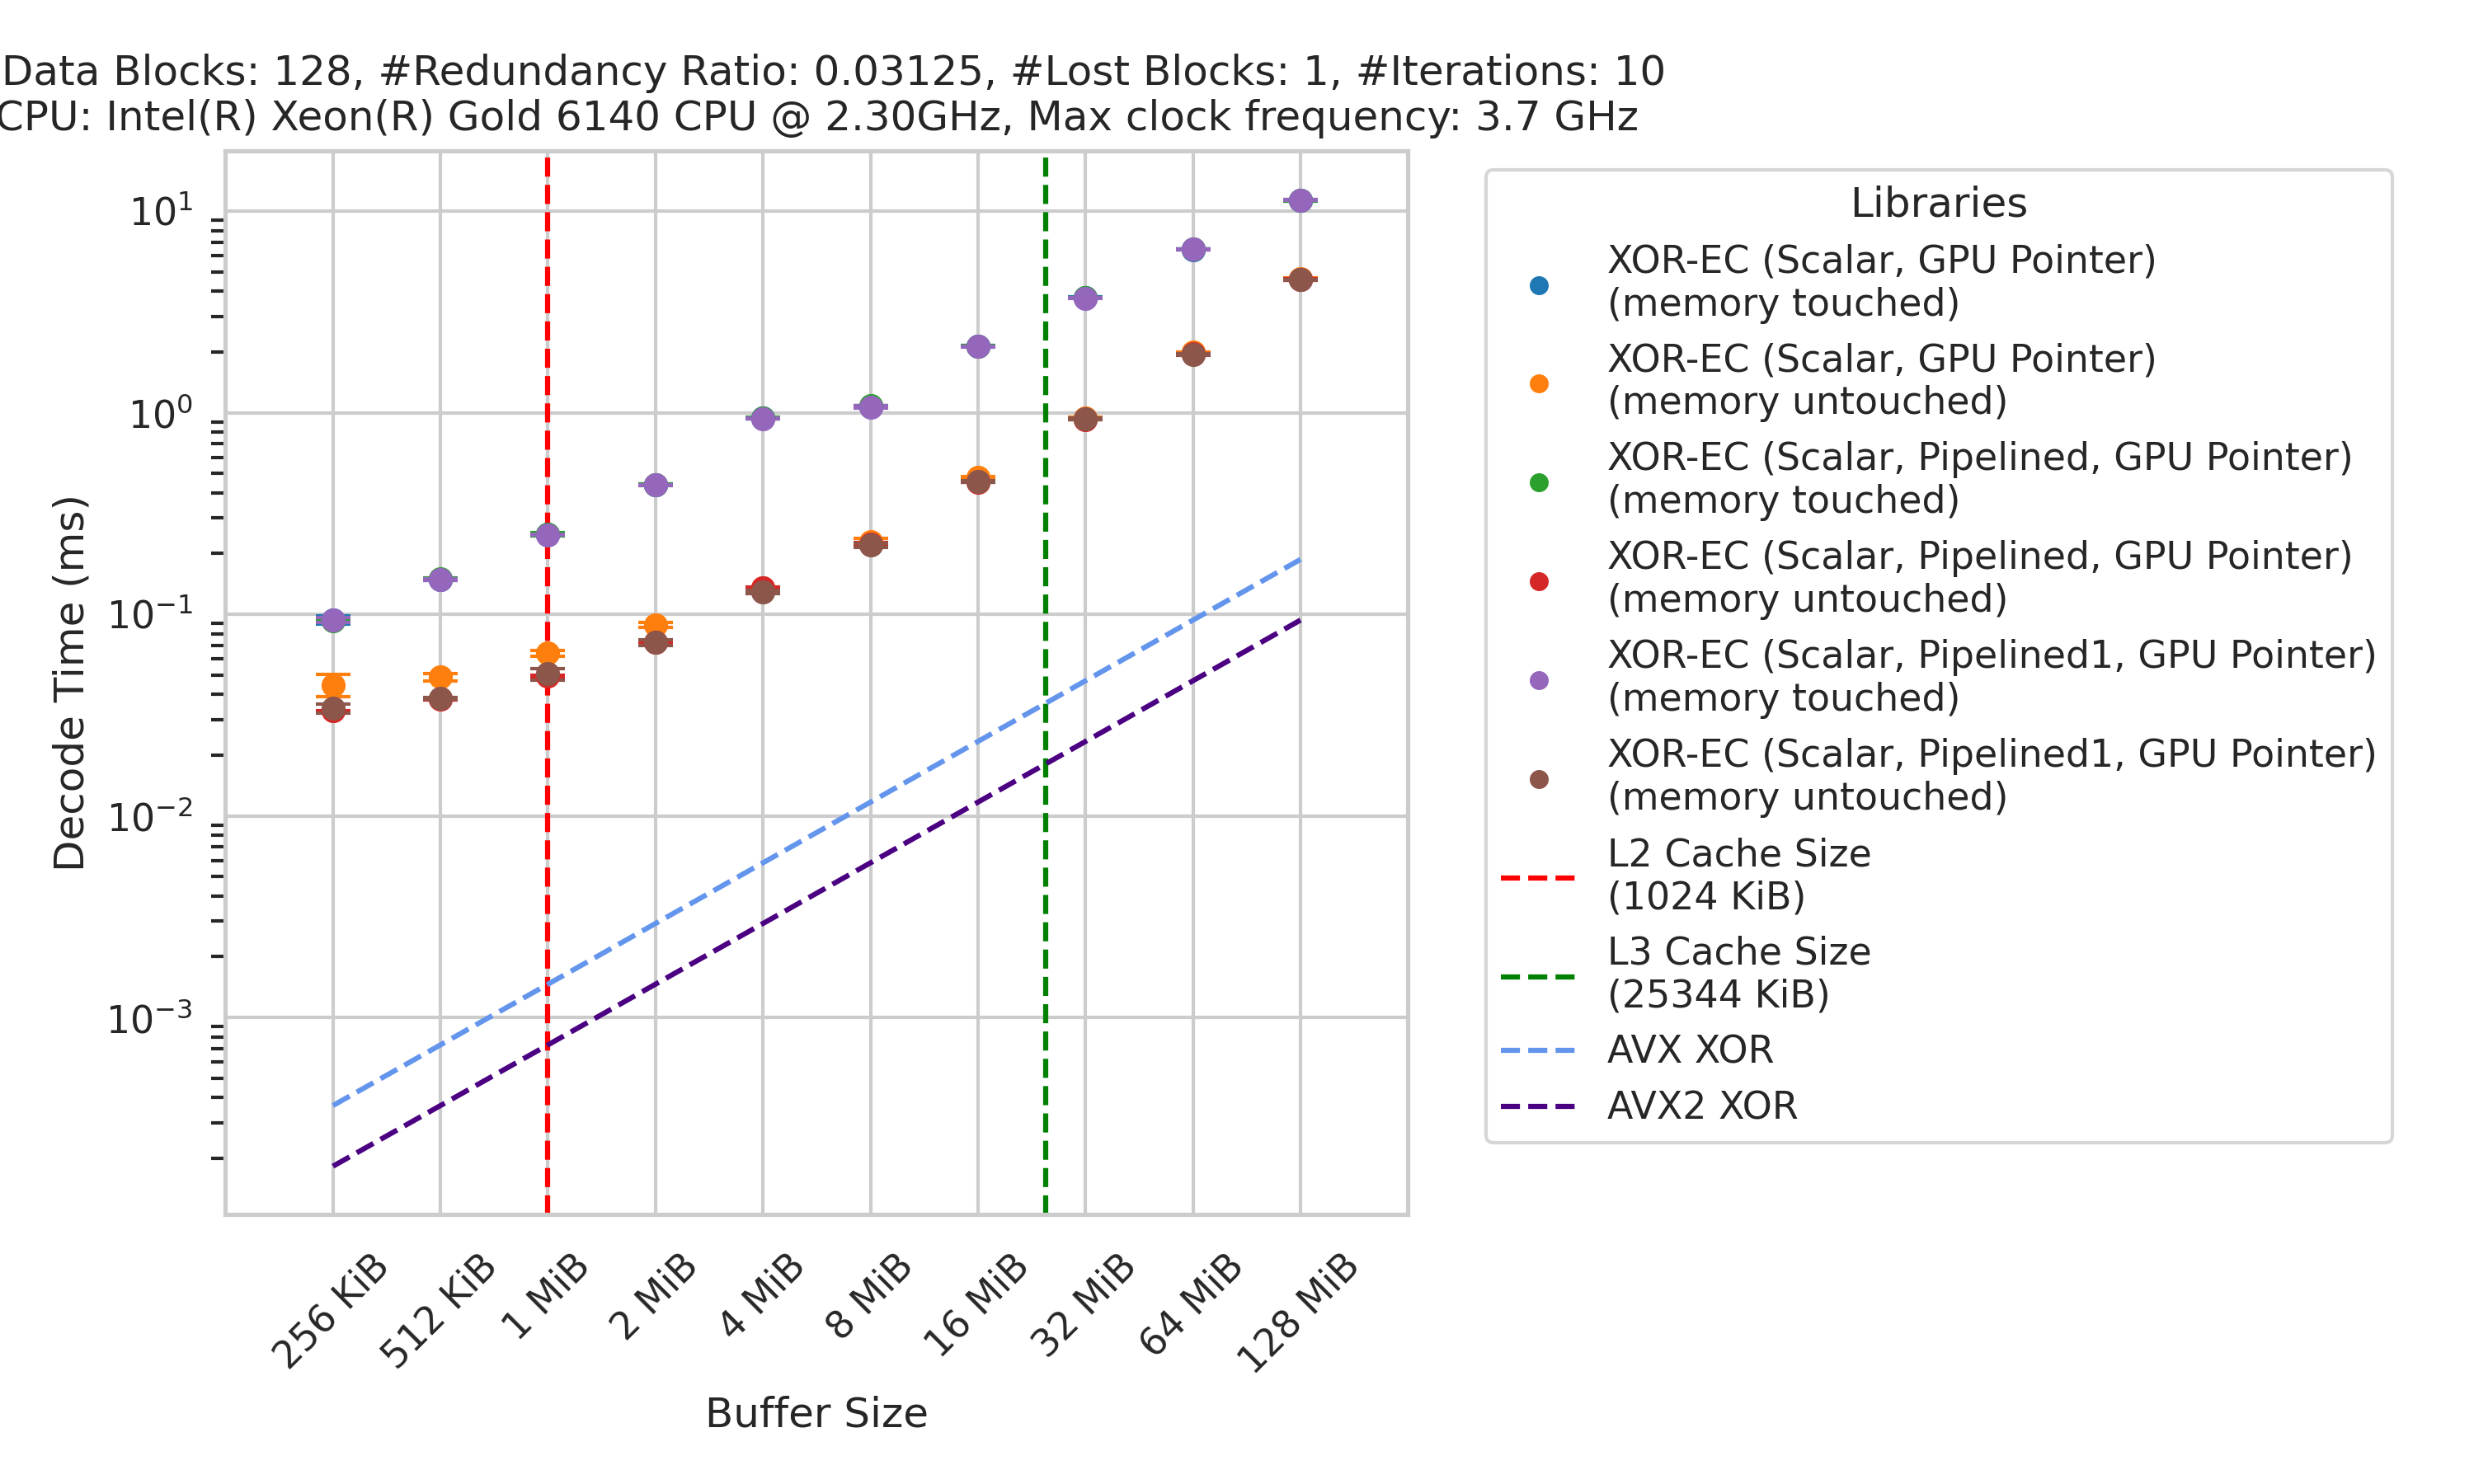 Data Blocks: 128, #Redundancy Ratio: 0.03125, #Lost Blocks: 1, #Iterations: 10
CPU: Intel(R) Xeon(R) Gold 6140 CPU @ 2.30GHz, Max clock frequency: 3.7 GHz
10¹
10⁰
10⁻¹
10⁻²
10⁻³
Decode Time (ms)
256 KiB
512 KiB
1 MiB
2 MiB
4 MiB
8 MiB
16 MiB
32 MiB
64 MiB
128 MiB
Buffer Size
Libraries
XOR-EC (Scalar, GPU Pointer)
(memory touched)
XOR-EC (Scalar, GPU Pointer)
(memory untouched)
XOR-EC (Scalar, Pipelined, GPU Pointer)
(memory touched)
XOR-EC (Scalar, Pipelined, GPU Pointer)
(memory untouched)
XOR-EC (Scalar, Pipelined1, GPU Pointer)
(memory touched)
XOR-EC (Scalar, Pipelined1, GPU Pointer)
(memory untouched)
L2 Cache Size
(1024 KiB)
L3 Cache Size
(25344 KiB)
AVX XOR
AVX2 XOR